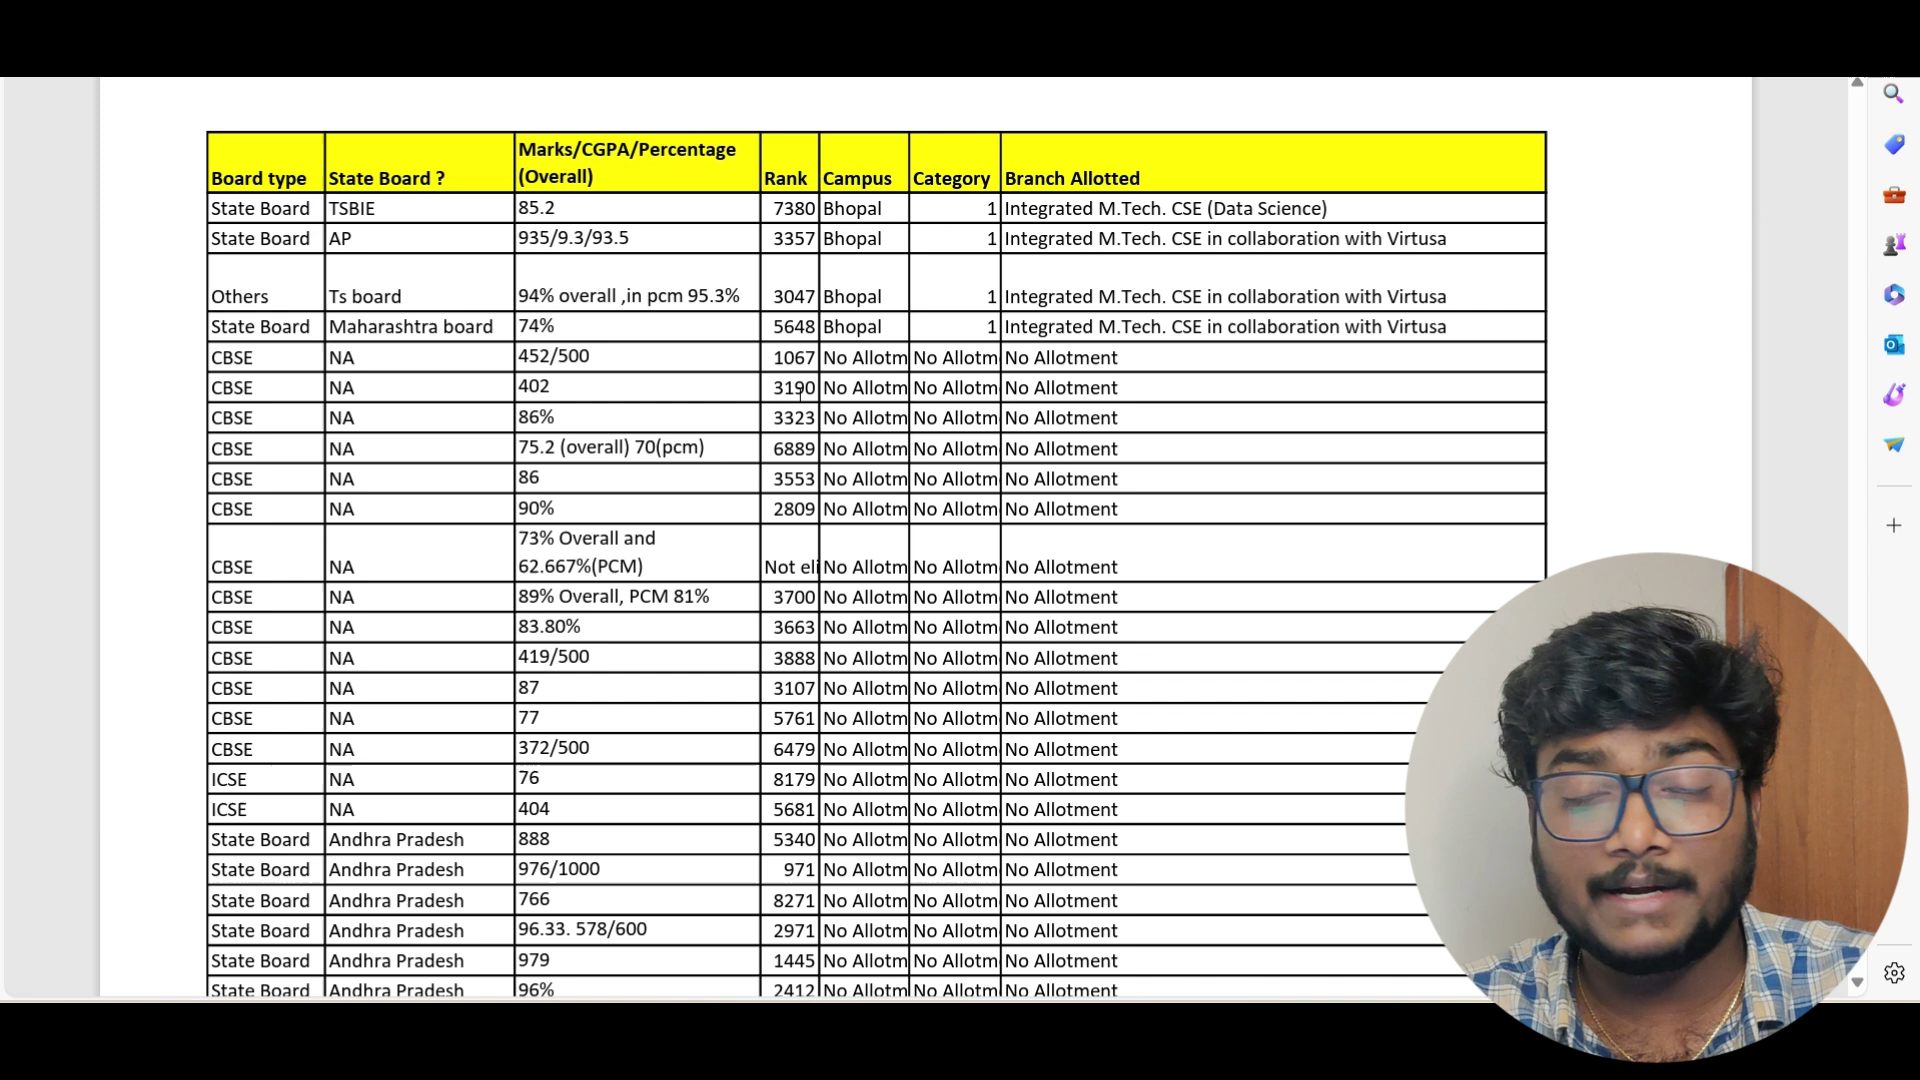 Board type State Board ? Marks/CGPA/Percentage (Overall) Rank Campus Category Branch Allotted
State Board TSBIE 85.2 7380 Bhopal 1 Integrated M.Tech. CSE (Data Science)
State Board AP 935/9.3/93.5 3357 Bhopal 1 Integrated M.Tech. CSE in collaboration with Virtusa
Others Ts board 94% overall ,in pcm 95.3% 3047 Bhopal 1 Integrated M.Tech. CSE in collaboration with Virtusa
State Board Maharashtra board 74% 5648 Bhopal 1 Integrated M.Tech. CSE in collaboration with Virtusa
CBSE NA 452/500 1067 No Allotm No Allotm No Allotment
CBSE NA 402 3190 No Allotm No Allotm No Allotment
CBSE NA 86% 3323 No Allotm No Allotm No Allotment
CBSE NA 75.2 (overall) 70(pcm) 6889 No Allotm No Allotm No Allotment
CBSE NA 86 3553 No Allotm No Allotm No Allotment
CBSE NA 90% 2809 No Allotm No Allotm No Allotment
CBSE NA 73% Overall and 62.667%(PCM) Not eli No Allotm No Allotm No Allotment
CBSE NA 89% Overall, PCM 81% 3700 No Allotm No Allotm No Allotment
CBSE NA 83.80% 3663 No Allotm No Allotm No Allotment
CBSE NA 419/500 3888 No Allotm No Allotm No Allotment
CBSE NA 87 3107 No Allotm No Allotm No Allotment
CBSE NA 77 5761 No Allotm No Allotm No Allotment
CBSE NA 372/500 6479 No Allotm No Allotm No Allotment
ICSE NA 76 8179 No Allotm No Allotm No Allotment
ICSE NA 404 5681 No Allotm No Allotm No Allotment
State Board Andhra Pradesh 888 5340 No Allotm No Allotm No Allotment
State Board Andhra Pradesh 976/1000 971 No Allotm No Allotm No Allotment
State Board Andhra Pradesh 766 8271 No Allotm No Allotm No Allotment
State Board Andhra Pradesh 96.33. 578/600 2971 No Allotm No Allotm No Allotment
State Board Andhra Pradesh 979 1445 No Allotm No Allotm No Allotment
State Board Andhra Pradesh 96% 2412 No Allotm No Allotm No Allotment